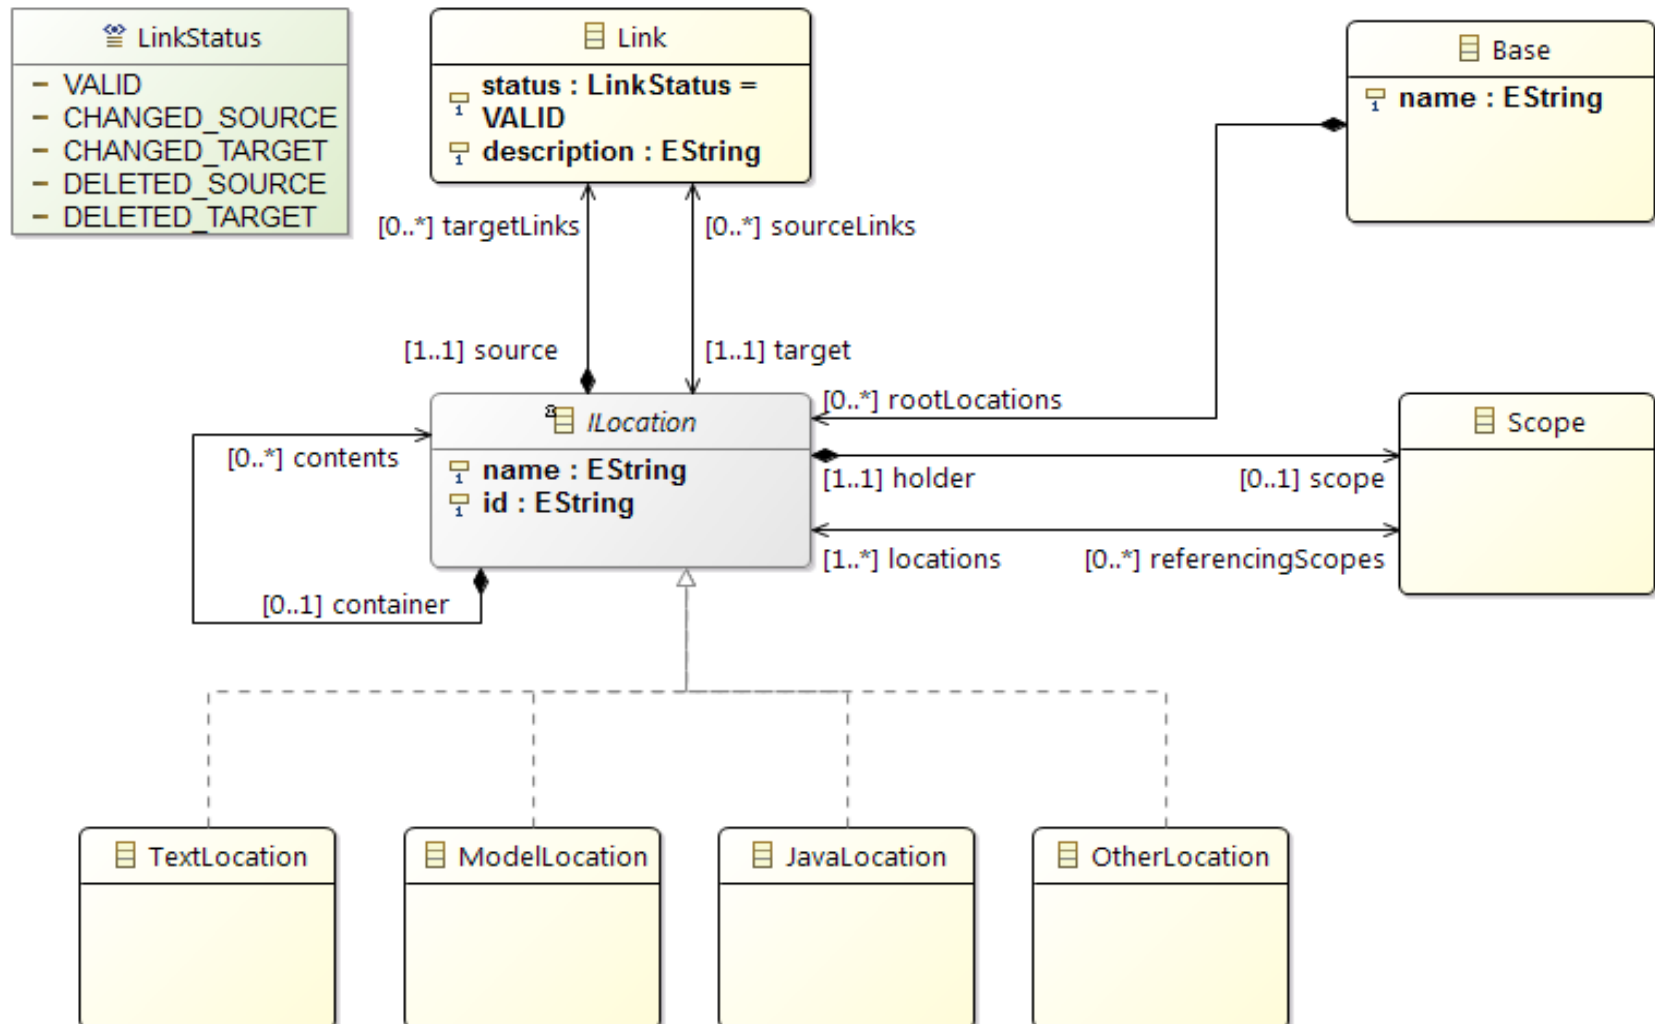 LinkStatus
VALID
CHANGED_SOURCE
CHANGED_TARGET
DELETED_SOURCE
DELETED_TARGET
Link
status : LinkStatus =
VALID
description : EString
Base
name : EString
[0..*] targetLinks
[0..*] sourceLinks
[1..1] source
[1..1] target
[0..*] rootLocations
ILocation
name : EString
id : EString
[0..*] contents
[0..1] container
[1..1] holder
[0..1] scope
[1..*] locations
[0..*] referencingScopes
Scope
TextLocation
ModelLocation
JavaLocation
OtherLocation